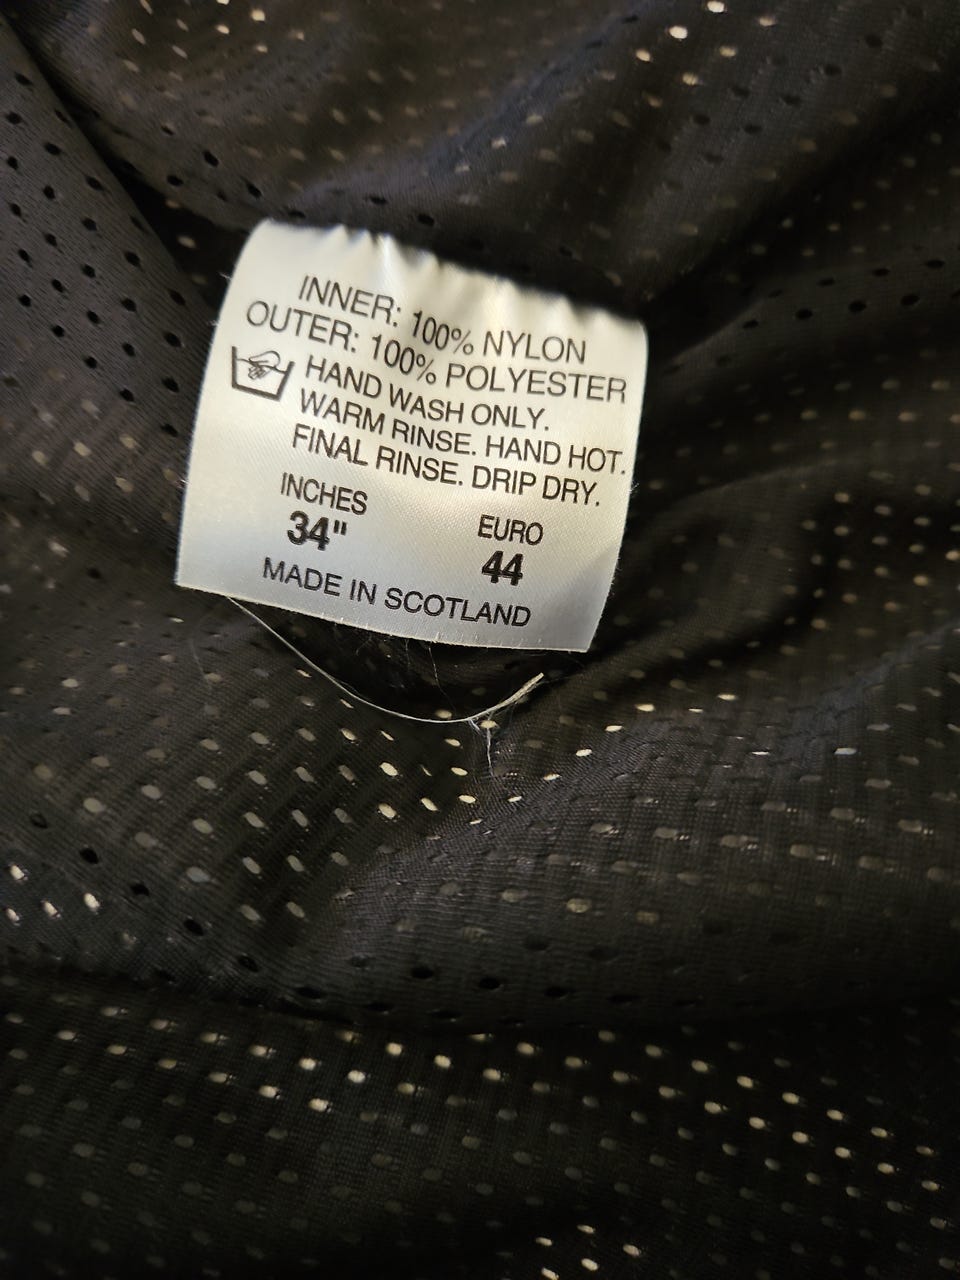 INNER: 100% NYLON
OUTER: 100% POLYESTER
HAND WASH ONLY.
WARM RINSE. HAND HOT.
FINAL RINSE. DRIP DRY.
INCHES EURO
34" 44
MADE IN SCOTLAND